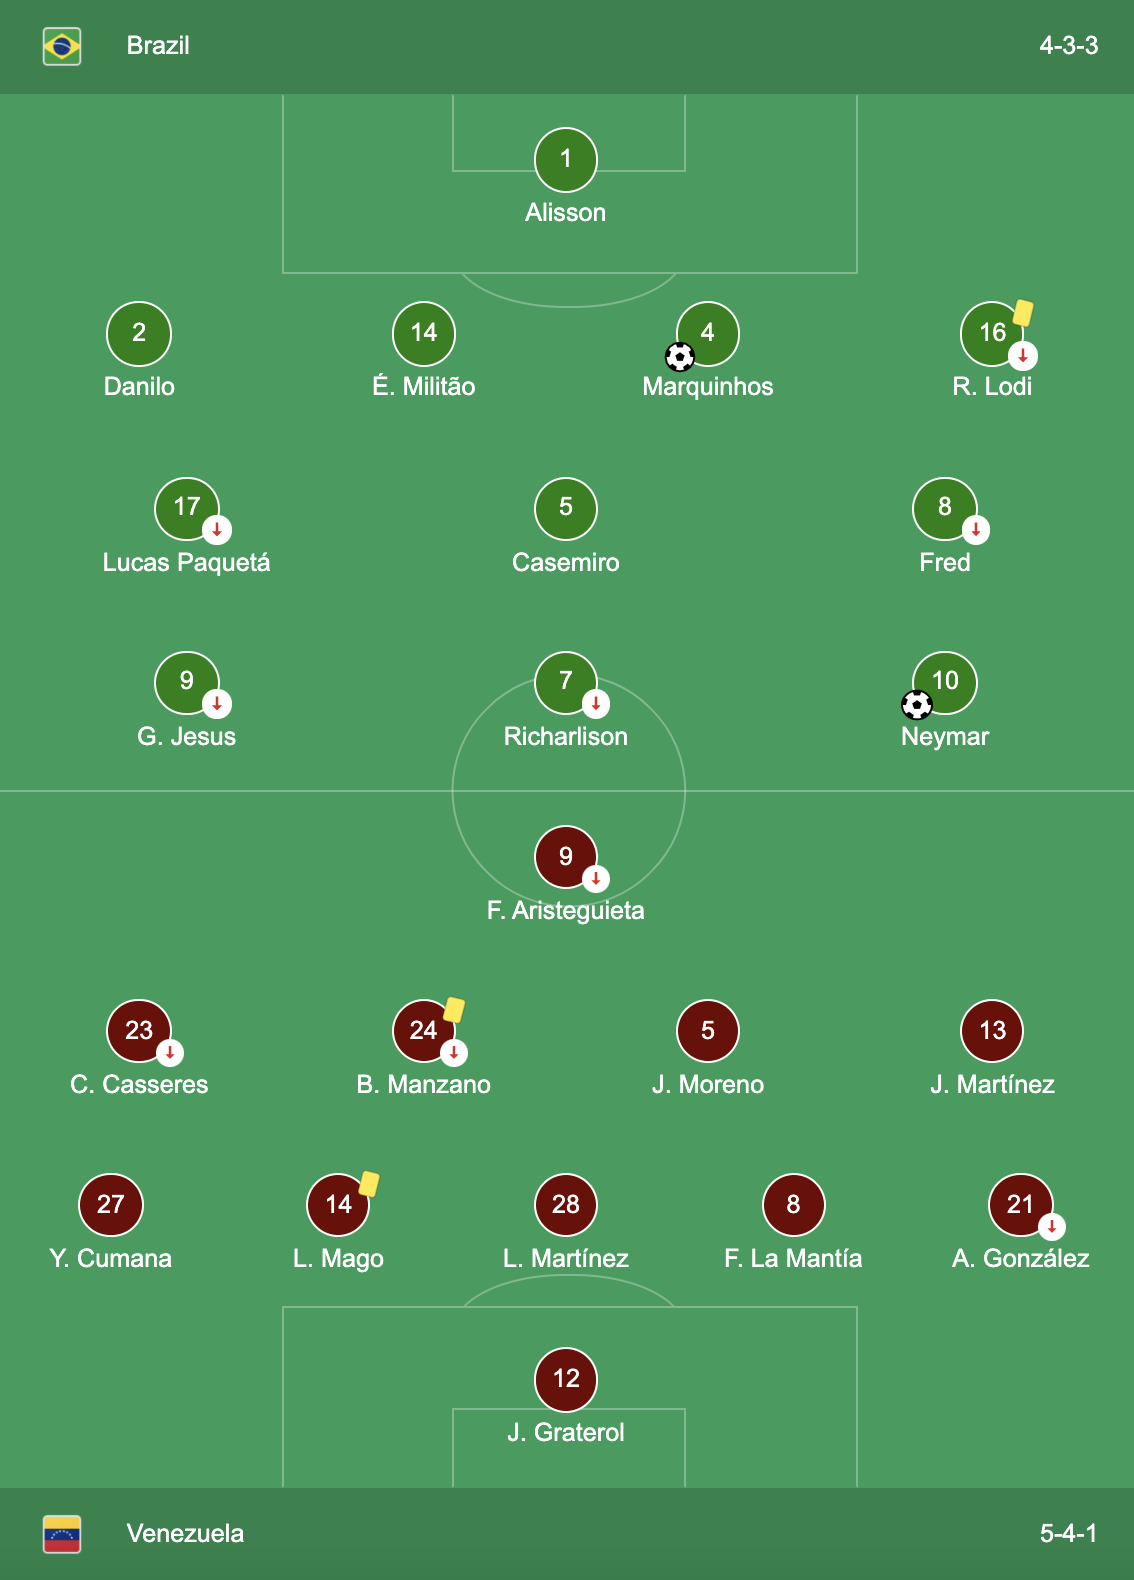 Brazil 4-3-3
1
Alisson
2 14 4 16
Danilo É. Militão Marquinhos R. Lodi
17 5 8
Lucas Paquetá Casemiro Fred
9 7 10
G. Jesus Richarlison Neymar
9
F. Aristeguieta
23 24 5 13
C. Casseres B. Manzano J. Moreno J. Martínez
27 14 28 8 21
Y. Cumana L. Mago L. Martínez F. La Mantía A. González
12
J. Graterol
Venezuela 5-4-1